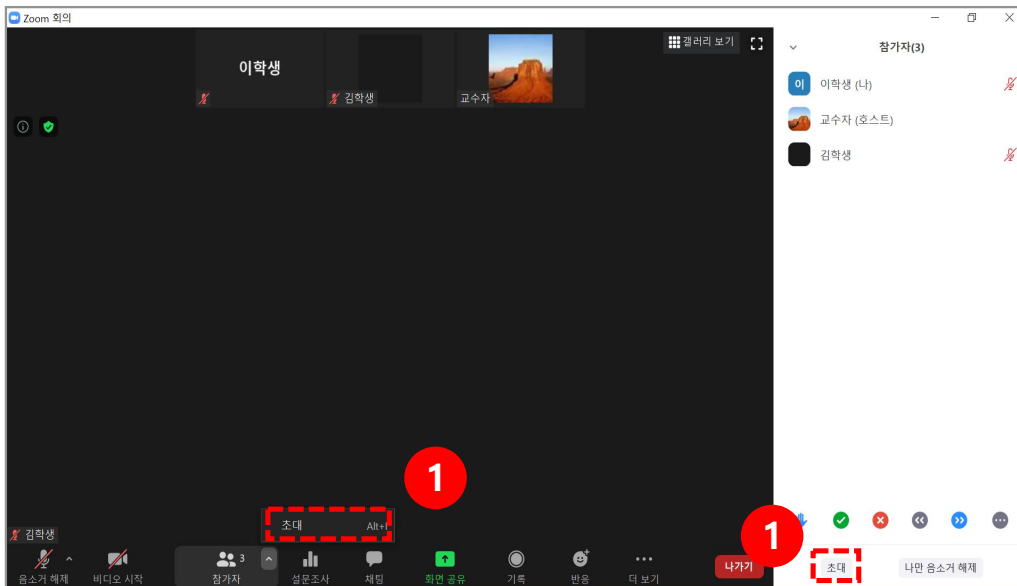 Zoom 회의
갤러리 보기
이학생
김학생
교수자
참가자(3)
이 이학생 (나)
교수자 (호스트)
김학생
1
초대 Alt+I
김학생
1
음소거 해제
비디오 시작
3
참가자
설문조사
채팅
화면 공유
기록
반응
더 보기
나가기
초대
나만 음소거 해제